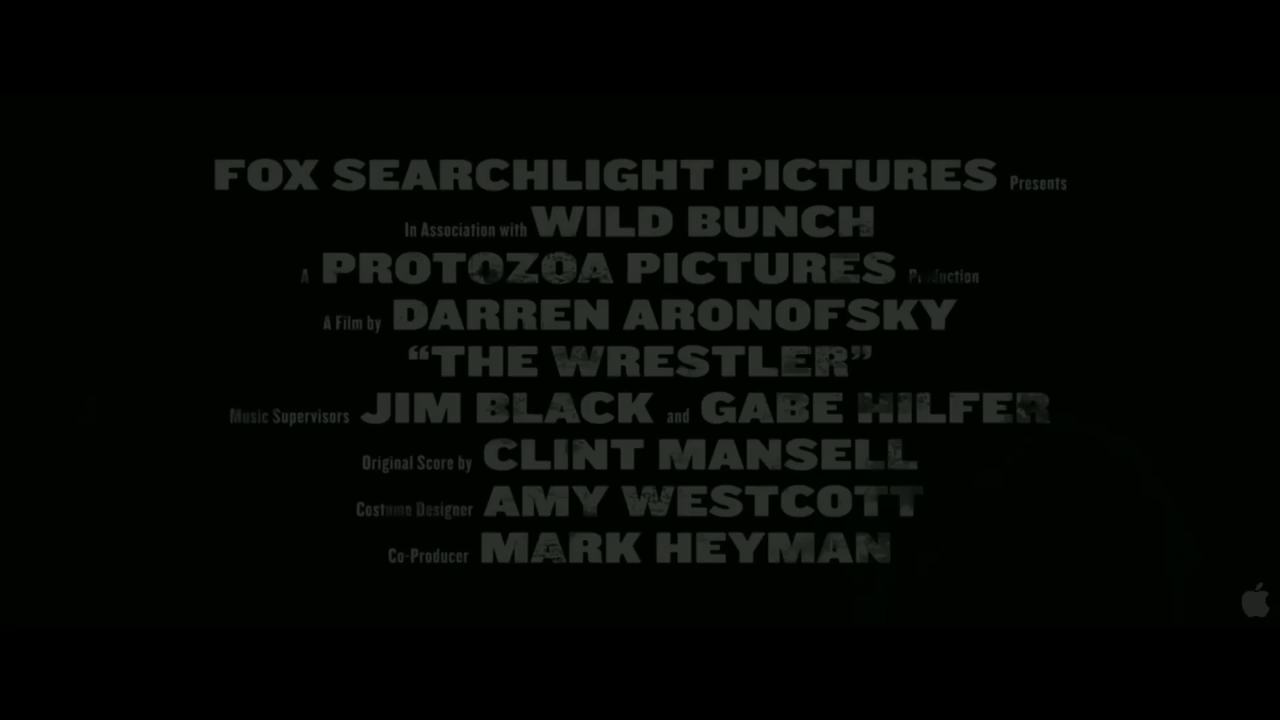 FOX SEARCHLIGHT PICTURES Presents
In Association with WILD BUNCH
A PROTOZOA PICTURES Production
A Film by DARREN ARONOFSKY
“THE WRESTLER”
Music Supervisors JIM BLACK and GABE HILFER
Original Score by CLINT MANSELL
Costume Designer AMY WESTCOTT
Co-Producer MARK HEYMAN